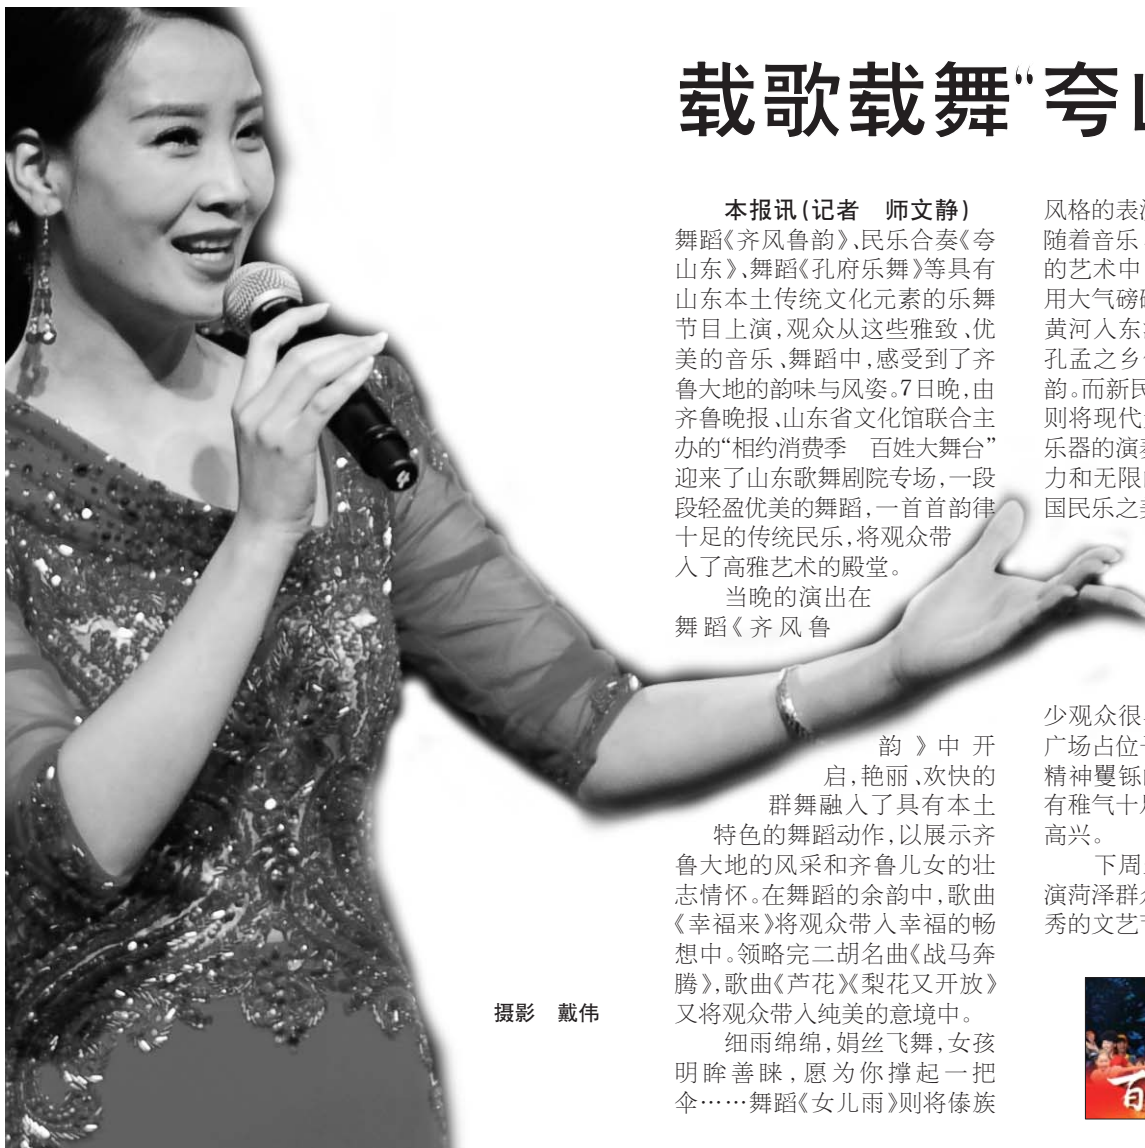 载歌载舞“夸
本报讯(记者　师文静)
舞蹈《齐风鲁韵》、民乐合奏《夸
山东》、舞蹈《孔府乐舞》等具有
山东本土传统文化元素的乐舞
节目上演,观众从这些雅致、优
美的音乐、舞蹈中,感受到了齐
鲁大地的韵味与风姿。7日晚,由
齐鲁晚报、山东省文化馆联合主
办的“相约消费季　百姓大舞台”
迎来了山东歌舞剧院专场,一段
段轻盈优美的舞蹈,一首首韵律
十足的传统民乐,将观众带
入了高雅艺术的殿堂。
当晚的演出在
舞蹈《齐风鲁
韵》中开
启,艳丽、欢快的
群舞融入了具有本土
特色的舞蹈动作,以展示齐
鲁大地的风采和齐鲁儿女的壮
志情怀。在舞蹈的余韵中,歌曲
《幸福来》将观众带入幸福的畅
想中。领略完二胡名曲《战马奔
腾》,歌曲《芦花》《梨花又开放》
又将观众带入纯美的意境中。
细雨绵绵,娟丝飞舞,女孩
明眸善睐,愿为你撑起一把
伞……舞蹈《女儿雨》则将傣族
风格的表
随着音乐
的艺术中
用大气磅
黄河入东
孔孟之乡
韵。而新民
则将现代
乐器的演
力和无限
国民乐之
少观众很
广场占位
精神矍铄
有稚气十
高兴。
下周
演菏泽群
秀的文艺
摄影　戴伟
百